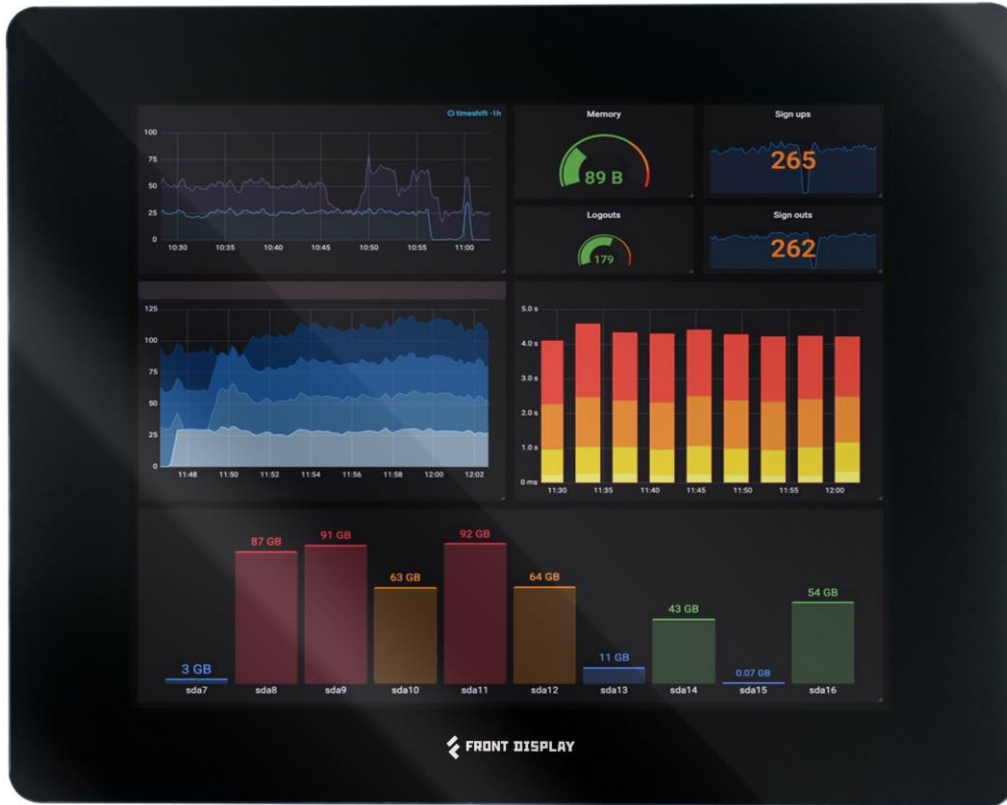 timeshift -1h
100
75
50
25
0
10:30 10:35 10:40 10:45 10:50 10:55 11:00
Memory
89 B
Sign ups
265
Logouts
179
Sign outs
262
125
100
75
50
25
0
11:48 11:50 11:52 11:54 11:56 11:58 12:00 12:02
5.0 s
4.0 s
3.0 s
2.0 s
1.0 s
0 ms
11:30 11:35 11:40 11:45 11:50 11:55 12:00
3 GB 87 GB 91 GB 63 GB 92 GB 64 GB 11 GB 43 GB 0.07 GB 54 GB
sda7 sda8 sda9 sda10 sda11 sda12 sda13 sda14 sda15 sda16
FRONT DISPLAY